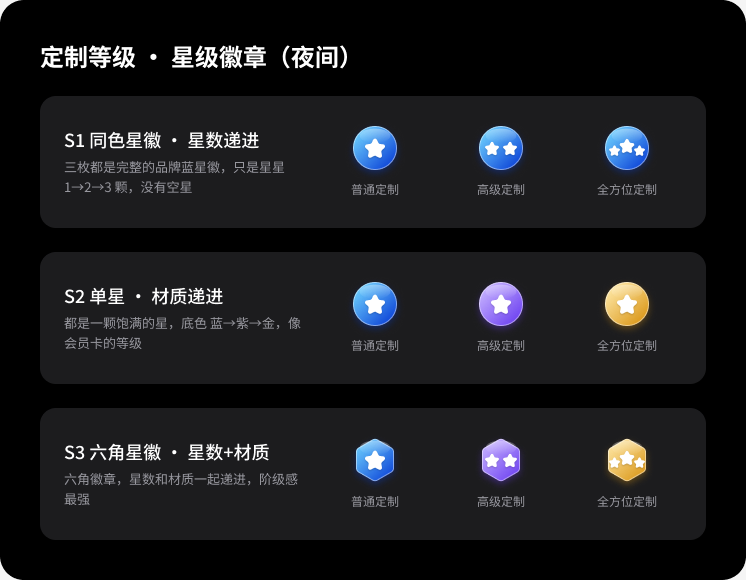 定制等级 · 星级徽章（夜间）
S1 同色星徽 · 星数递进
三枚都是完整的品牌蓝星徽，只是星星
1→2→3 颗，没有空星
普通定制
高级定制
全方位定制
S2 单星 · 材质递进
都是一颗饱满的星，底色 蓝→紫→金，像
会员卡的等级
普通定制
高级定制
全方位定制
S3 六角星徽 · 星数+材质
六角徽章，星数和材质一起递进，阶级感
最强
普通定制
高级定制
全方位定制